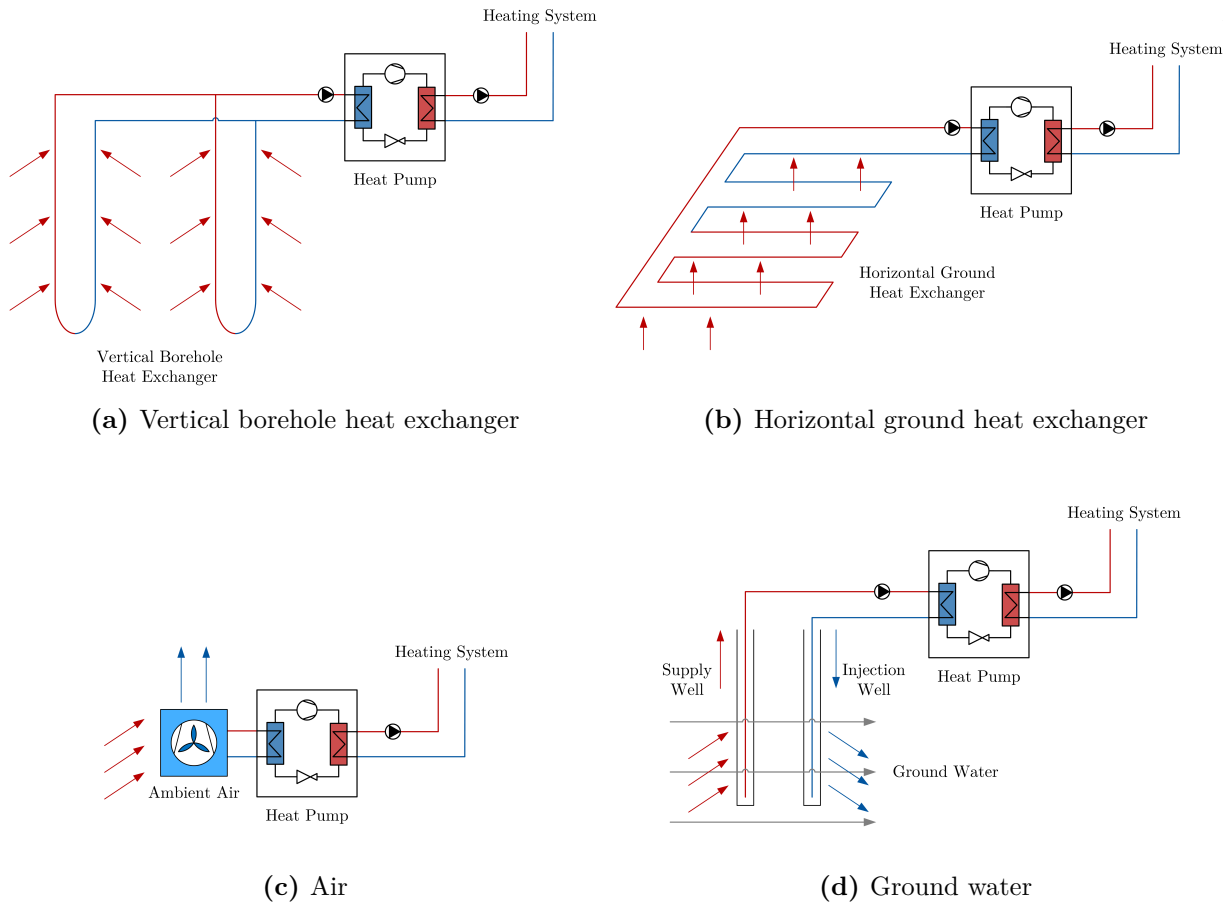 Heating System
Heat Pump
Vertical Borehole
Heat Exchanger
(a) Vertical borehole heat exchanger
Heating System
Heat Pump
Horizontal Ground
Heat Exchanger
(b) Horizontal ground heat exchanger
Heating System
Ambient Air
Heat Pump
(c) Air
Heating System
Supply
Well
Injection
Well
Heat Pump
Ground Water
(d) Ground water